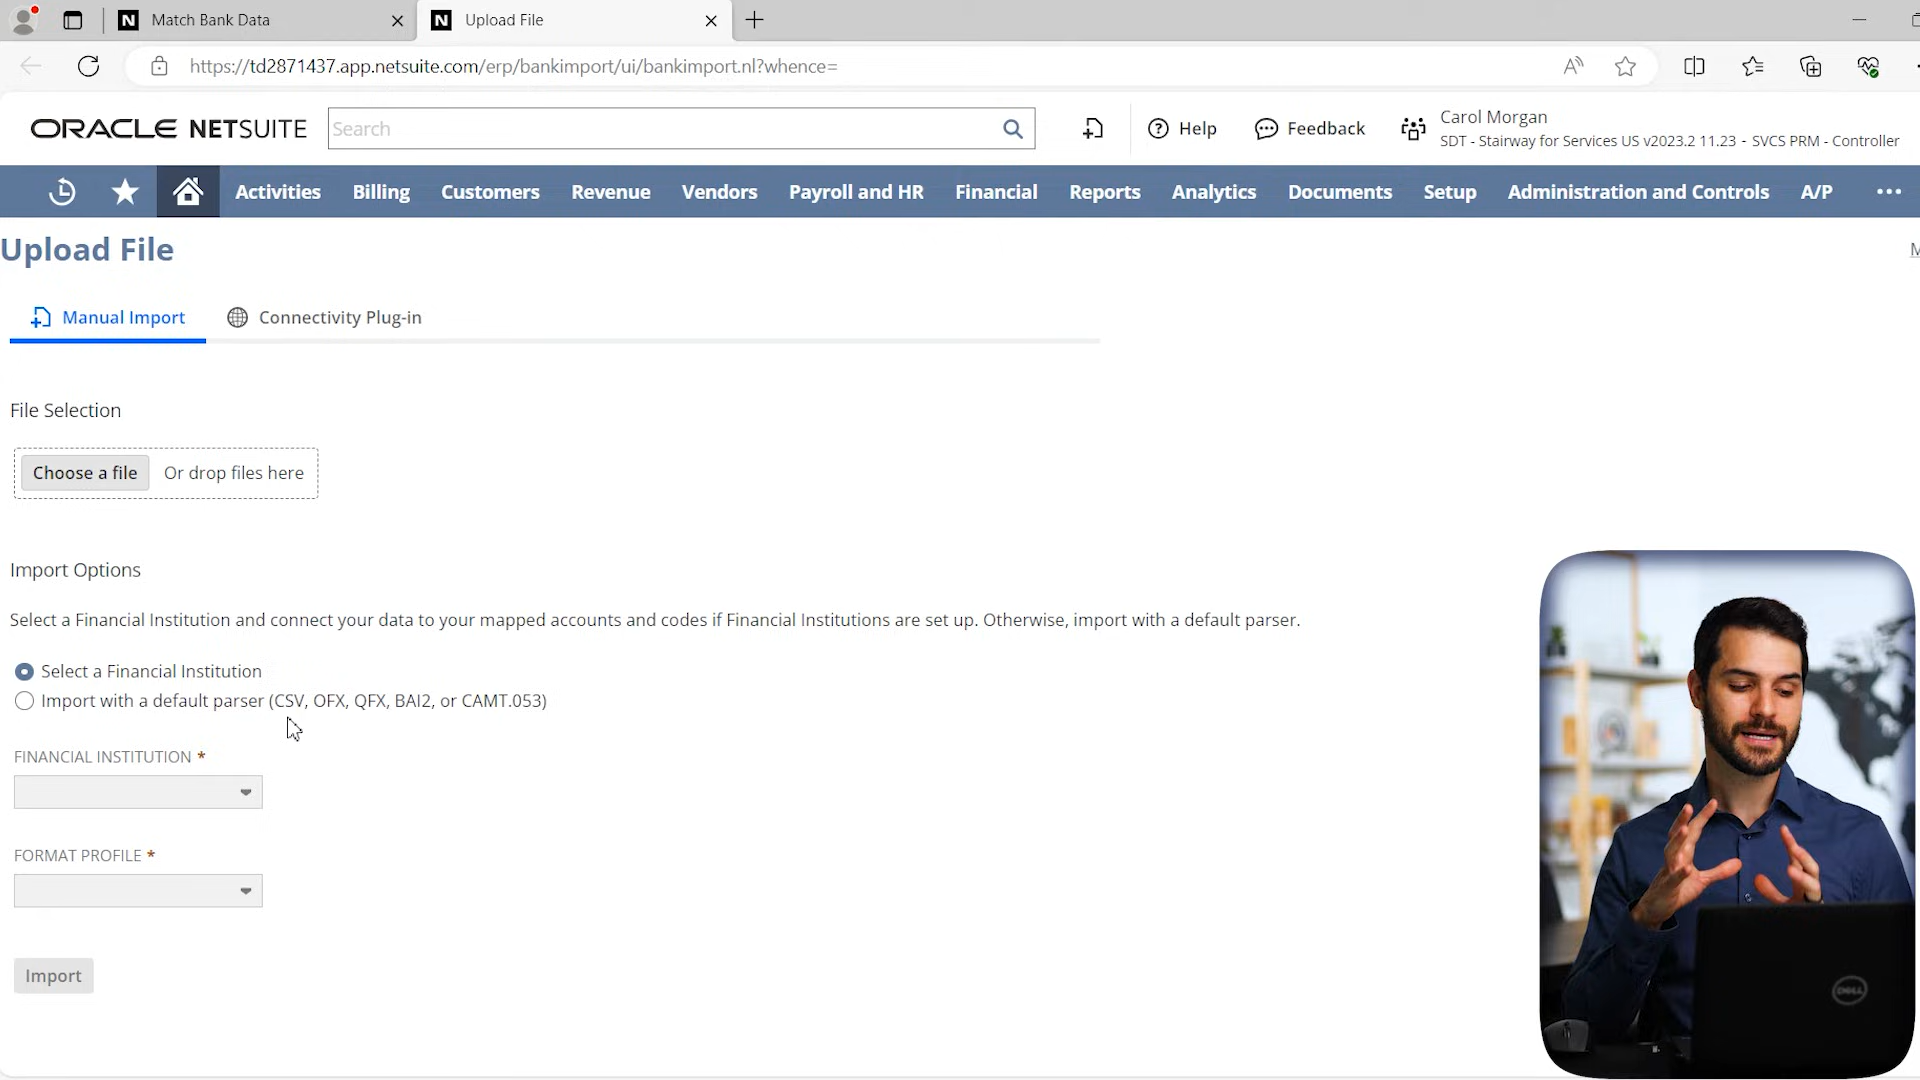 Match Bank Data
Upload File
https://td2871437.app.netsuite.com/erp/bankimport/ui/bankimport.nl?whence=
ORACLE NETSUITE
Search
Help
Feedback
Carol Morgan
SDT - Stairway for Services US v2023.2 11.23 - SVCS PRM - Controller
Activities Billing Customers Revenue Vendors Payroll and HR Financial Reports Analytics Documents Setup Administration and Controls A/P
Upload File
M
Manual Import
Connectivity Plug-in
File Selection
Choose a file Or drop files here
Import Options
Select a Financial Institution and connect your data to your mapped accounts and codes if Financial Institutions are set up. Otherwise, import with a default parser.
Select a Financial Institution
Import with a default parser (CSV, OFX, QFX, BAI2, or CAMT.053)
FINANCIAL INSTITUTION *
FORMAT PROFILE *
Import
DELL